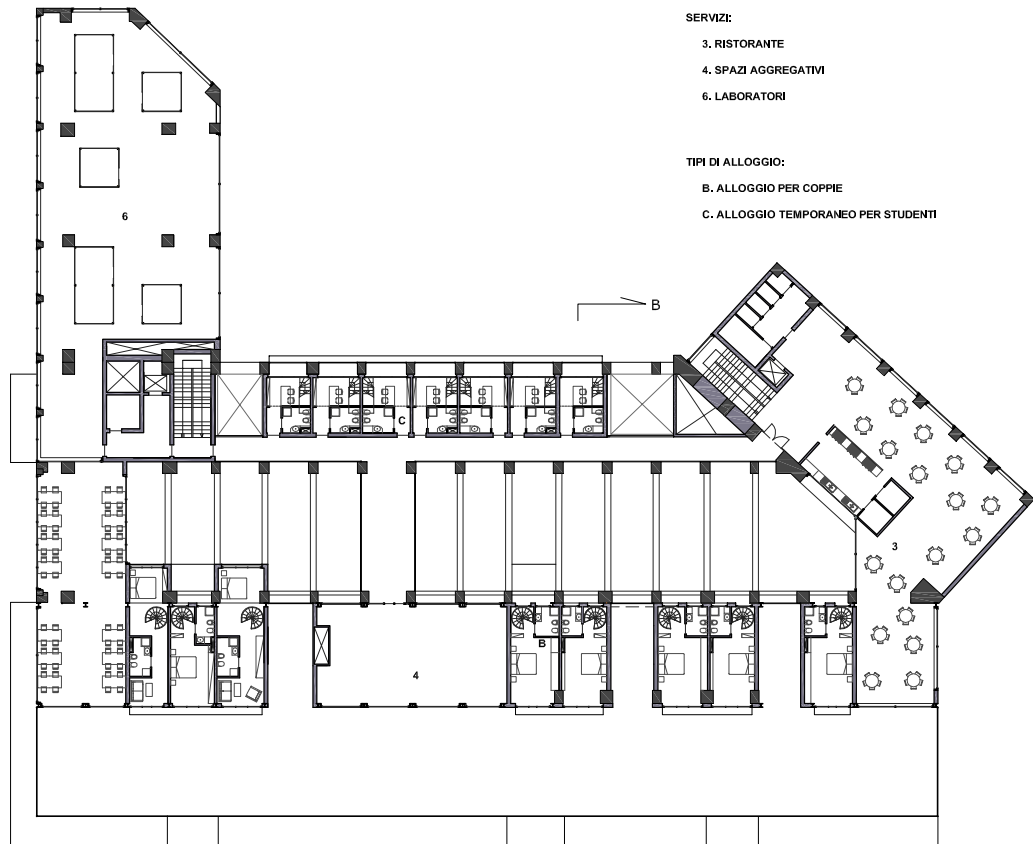 SERVIZI:
3. RISTORANTE
4. SPAZI AGGREGATIVI
6. LABORATORI
TIPI DI ALLOGGIO:
B. ALLOGGIO PER COPPIE
C. ALLOGGIO TEMPORANEO PER STUDENTI
6
B
C
3
B
4